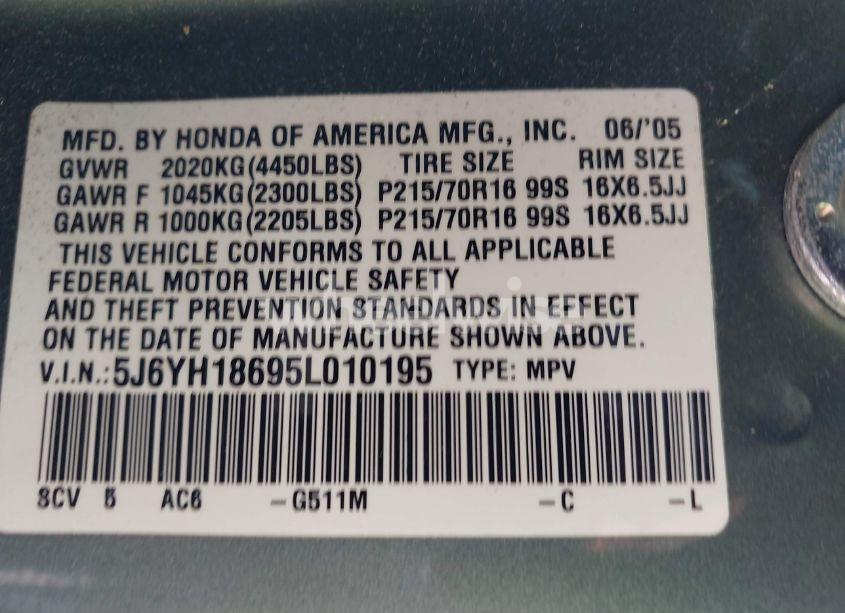 MFD. BY HONDA OF AMERICA MFG., INC. 06/'05
GVWR 2020KG(4450LBS) TIRE SIZE RIM SIZE
GAWR F 1045KG(2300LBS) P215/70R16 99S 16X6.5JJ
GAWR R 1000KG(2205LBS) P215/70R16 99S 16X6.5JJ
THIS VEHICLE CONFORMS TO ALL APPLICABLE
FEDERAL MOTOR VEHICLE SAFETY
AND THEFT PREVENTION STANDARDS IN EFFECT
ON THE DATE OF MANUFACTURE SHOWN ABOVE.
V.I.N.:5J6YH18695L010195 TYPE: MPV
SCV 5 AC6 -G511M -C -L